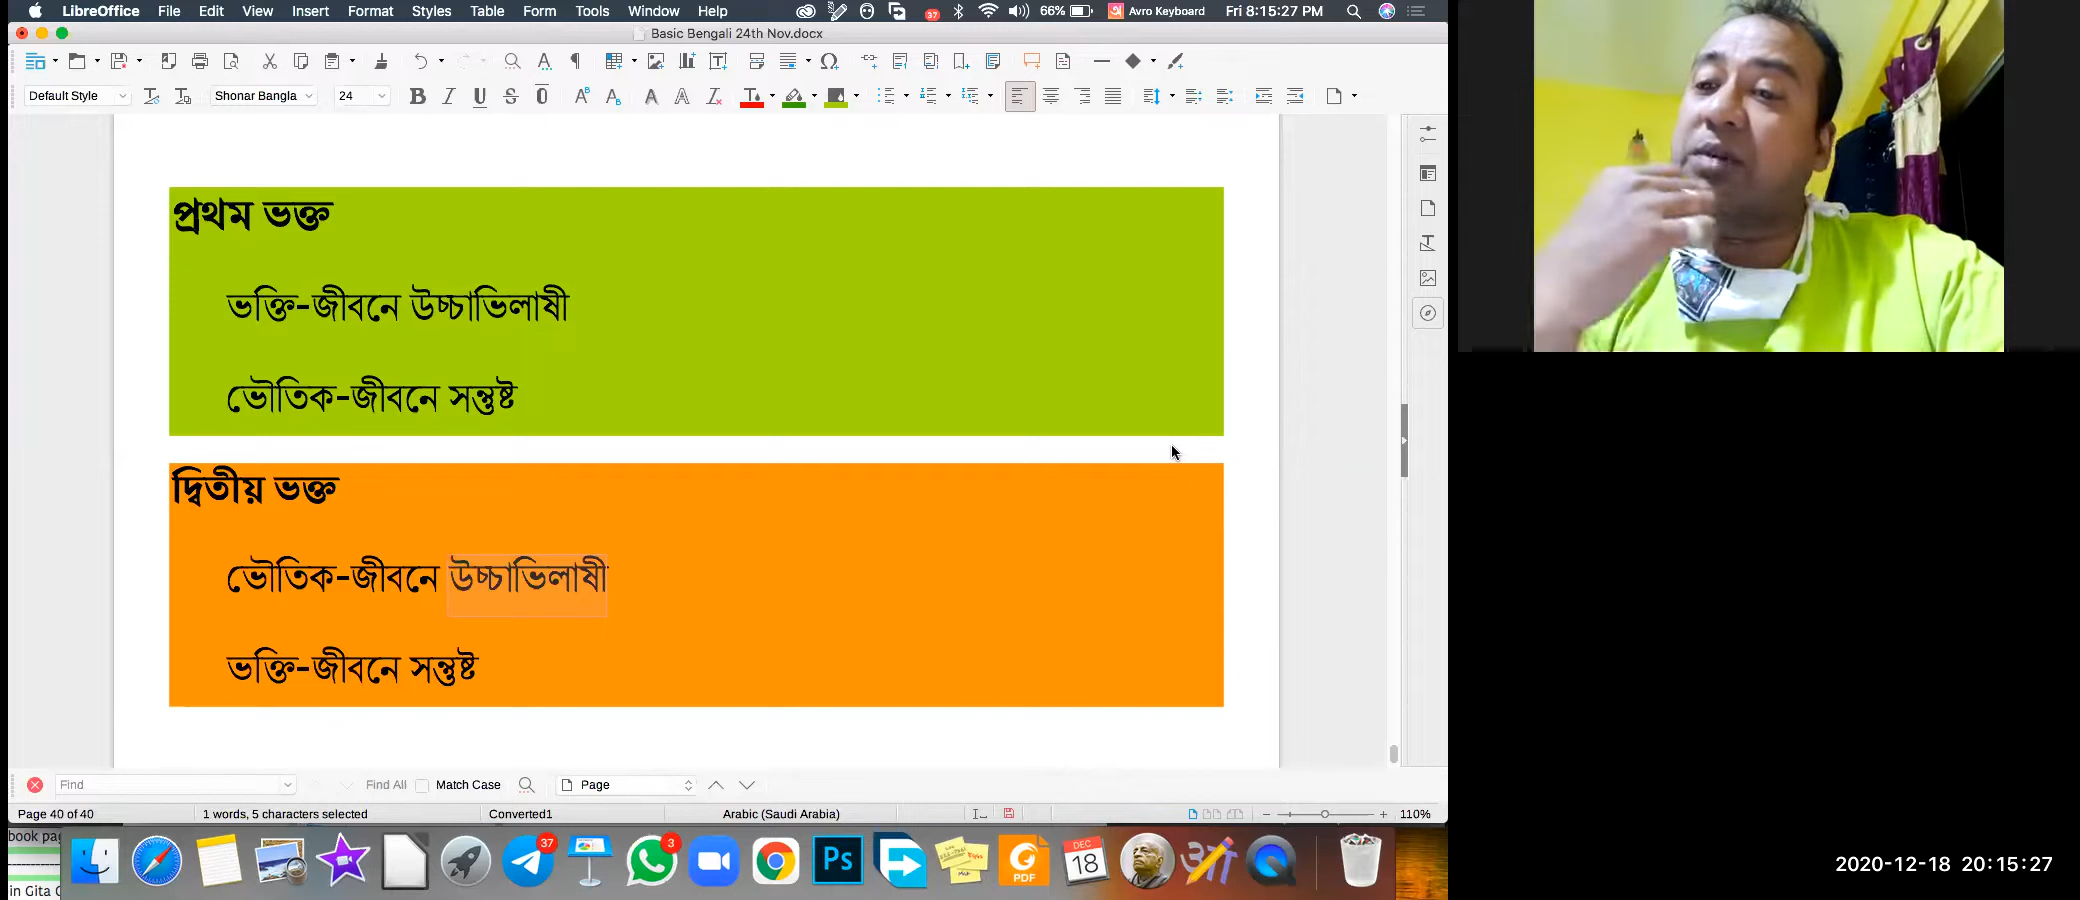 LibreOffice File Edit View Insert Format Styles Table Form Tools Window Help 37 66% Avro Keyboard Fri 8:15:27 PM
Basic Bengali 24th Nov.docx
Default Style Shonar Bangla 24
প্রথম ভক্ত
ভক্তি-জীবনে উচ্চাভিলাষী
ভৌতিক-জীবনে সন্তুষ্ট
দ্বিতীয় ভক্ত
ভৌতিক-জীবনে উচ্চাভিলাষী
ভক্তি-জীবনে সন্তুষ্ট
Find Find All Match Case Page
Page 40 of 40 1 words, 5 characters selected Converted1 Arabic (Saudi Arabia) 110%
book pa
in Gita
37 3 Ps PDF DEC 18
2020-12-18 20:15:27